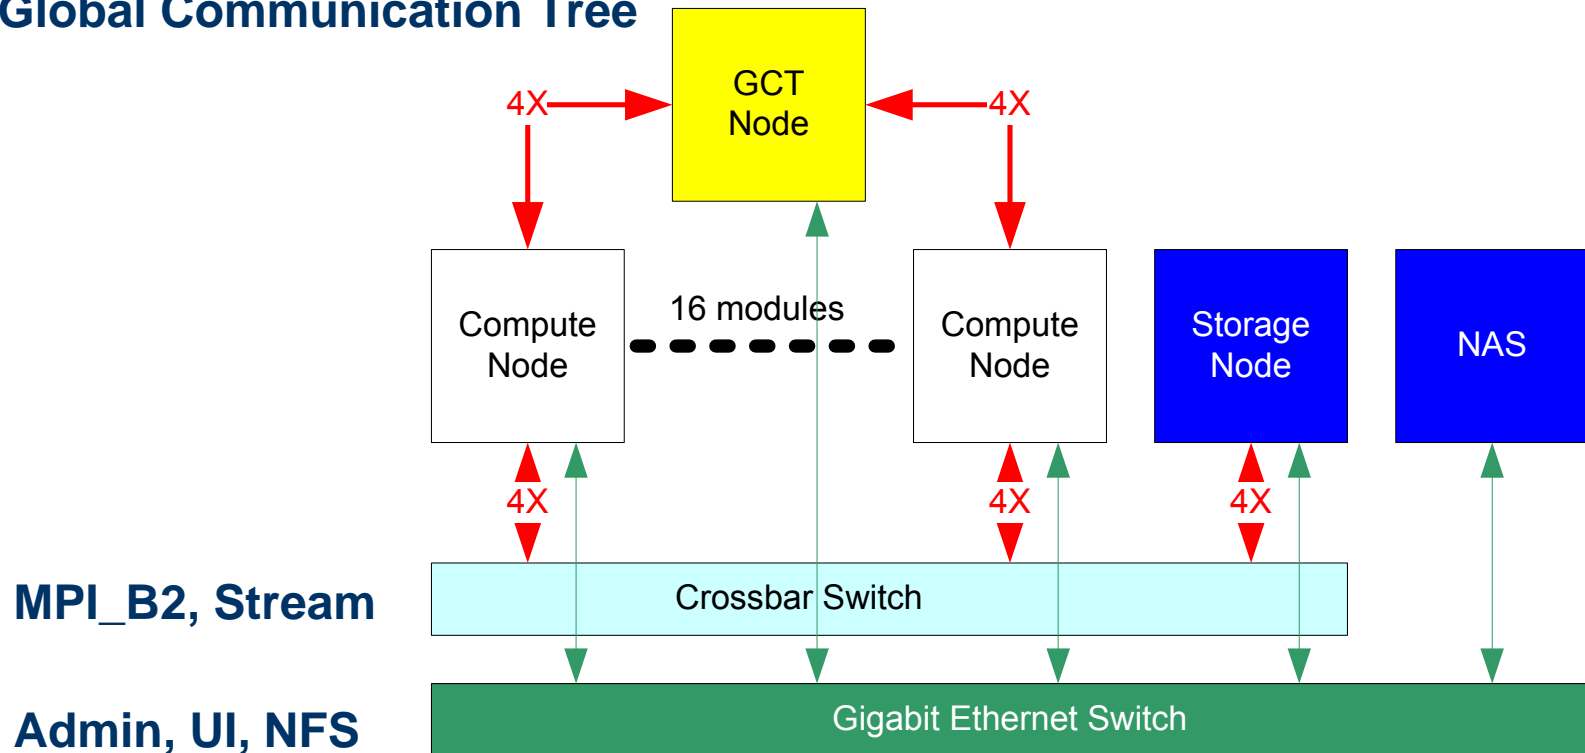 Global Communication Tree
GCT
Node
4X
4X
Compute
Node
16 modules
Compute
Node
Storage
Node
NAS
4X
4X
4X
MPI_B2, Stream
Crossbar Switch
Admin, UI, NFS
Gigabit Ethernet Switch